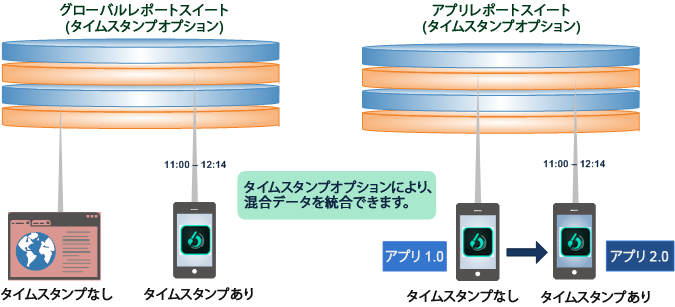 グローバルレポートスイート
(タイムスタンプオプション)
アプリレポートスイート
(タイムスタンプオプション)
11:00 – 12:14
11:00 – 12:14
タイムスタンプオプションにより、
混合データを統合できます。
アプリ 1.0
アプリ 2.0
タイムスタンプなし
タイムスタンプあり
タイムスタンプなし
タイムスタンプあり